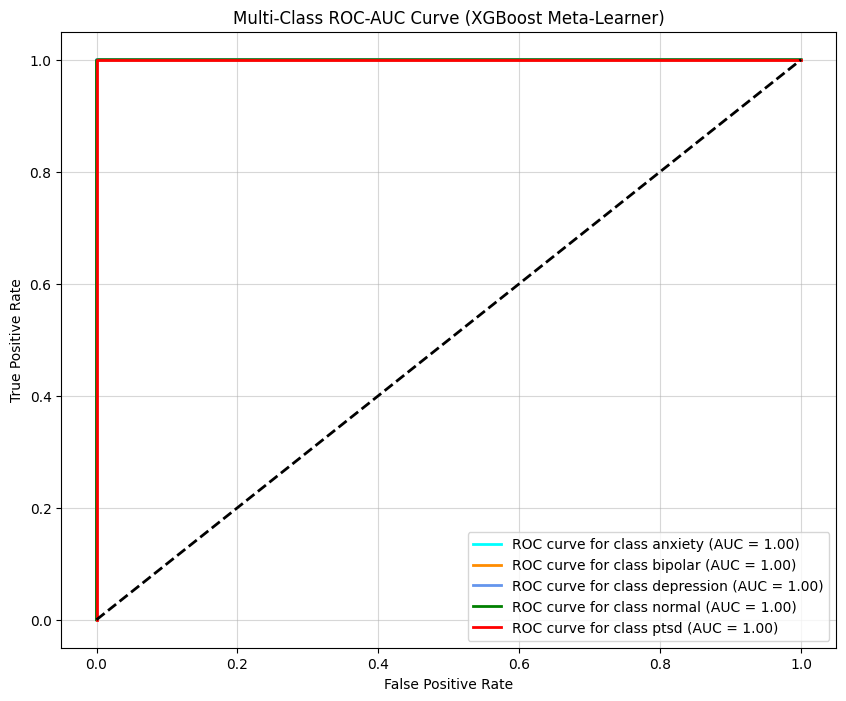 Multi-Class ROC-AUC Curve (XGBoost Meta-Learner)
True Positive Rate
1.0
0.8
0.6
0.4
0.2
0.0
ROC curve for class anxiety (AUC = 1.00)
ROC curve for class bipolar (AUC = 1.00)
ROC curve for class depression (AUC = 1.00)
ROC curve for class normal (AUC = 1.00)
ROC curve for class ptsd (AUC = 1.00)
0.0 0.2 0.4 0.6 0.8 1.0
False Positive Rate